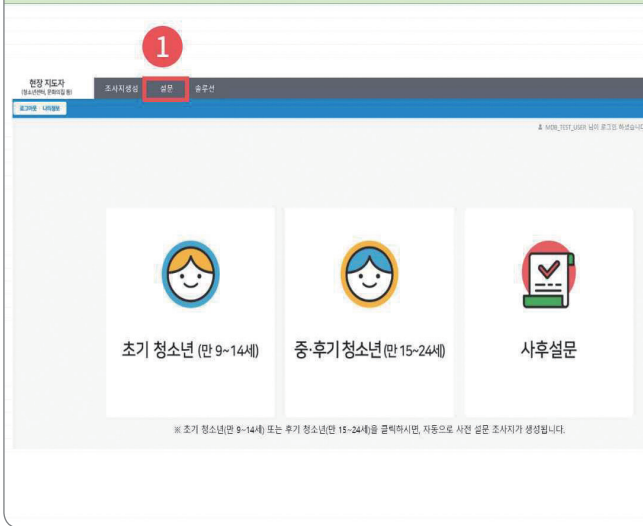 1
현장 지도자
(청소년센터, 문화의집 등)
조사지생성 설문 솔루션
로그아웃 나의정보
MDB_TEST_USER 님이 로그인 하셨습니다
초기 청소년 (만 9~14세)
중·후기 청소년 (만 15~24세)
사후설문
※ 초기 청소년(만 9~14세) 또는 후기 청소년(만 15~24세)을 클릭하시면, 자동으로 사전 설문 조사지가 생성됩니다.